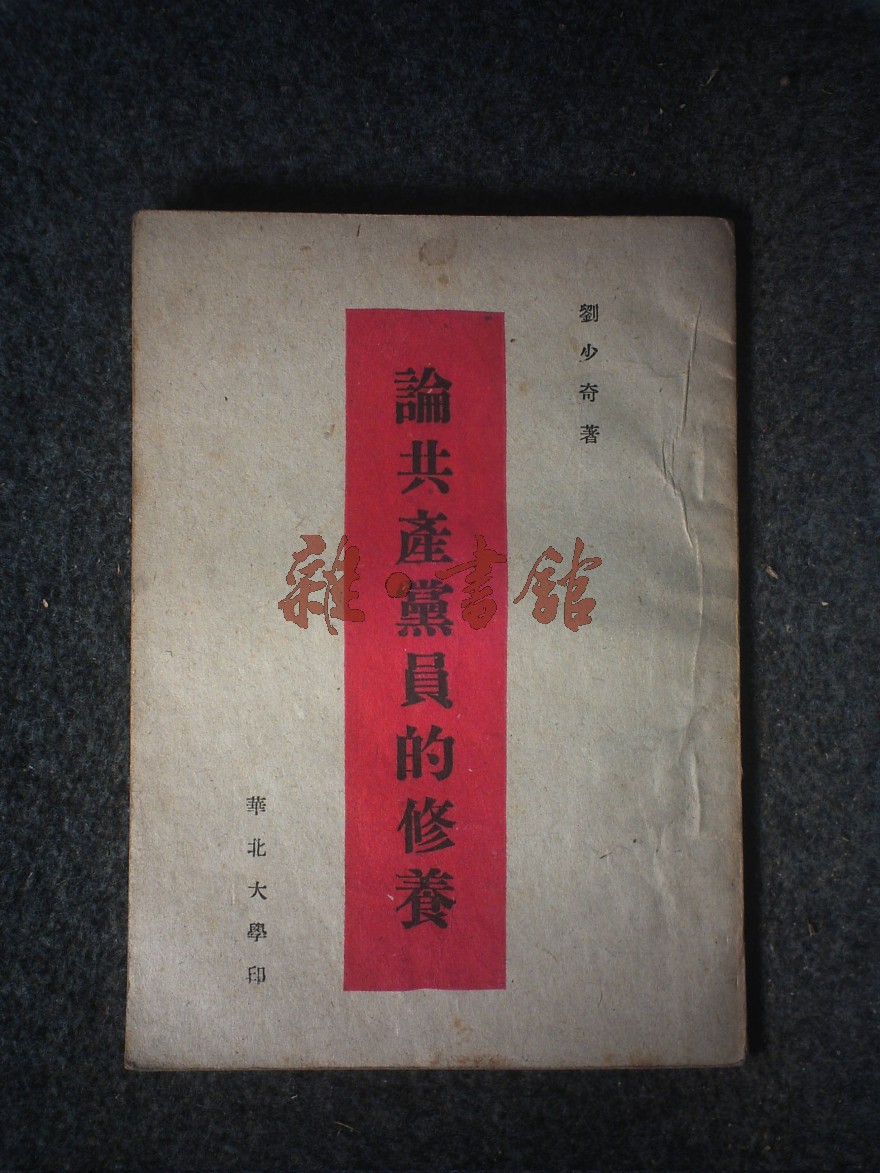 劉少奇著
論共產黨員的修養
華北大學印
雜·書館